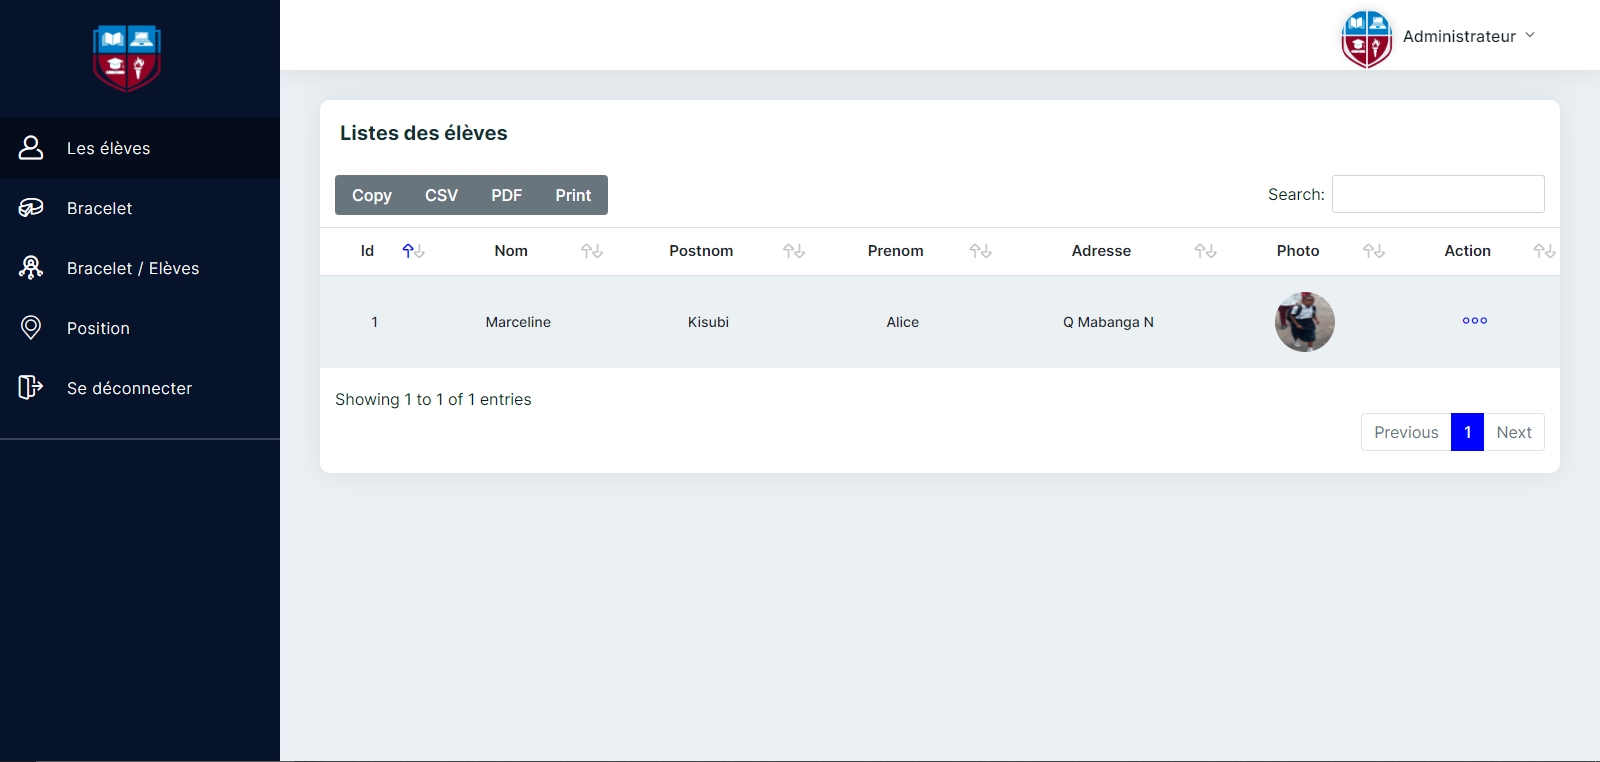 Administrateur
Les élèves
Bracelet
Bracelet / Elèves
Position
Se déconnecter
Listes des élèves
Copy CSV PDF Print
Search:
Id Nom Postnom Prenom Adresse Photo Action
1 Marceline Kisubi Alice Q Mabanga N
Showing 1 to 1 of 1 entries
Previous 1 Next